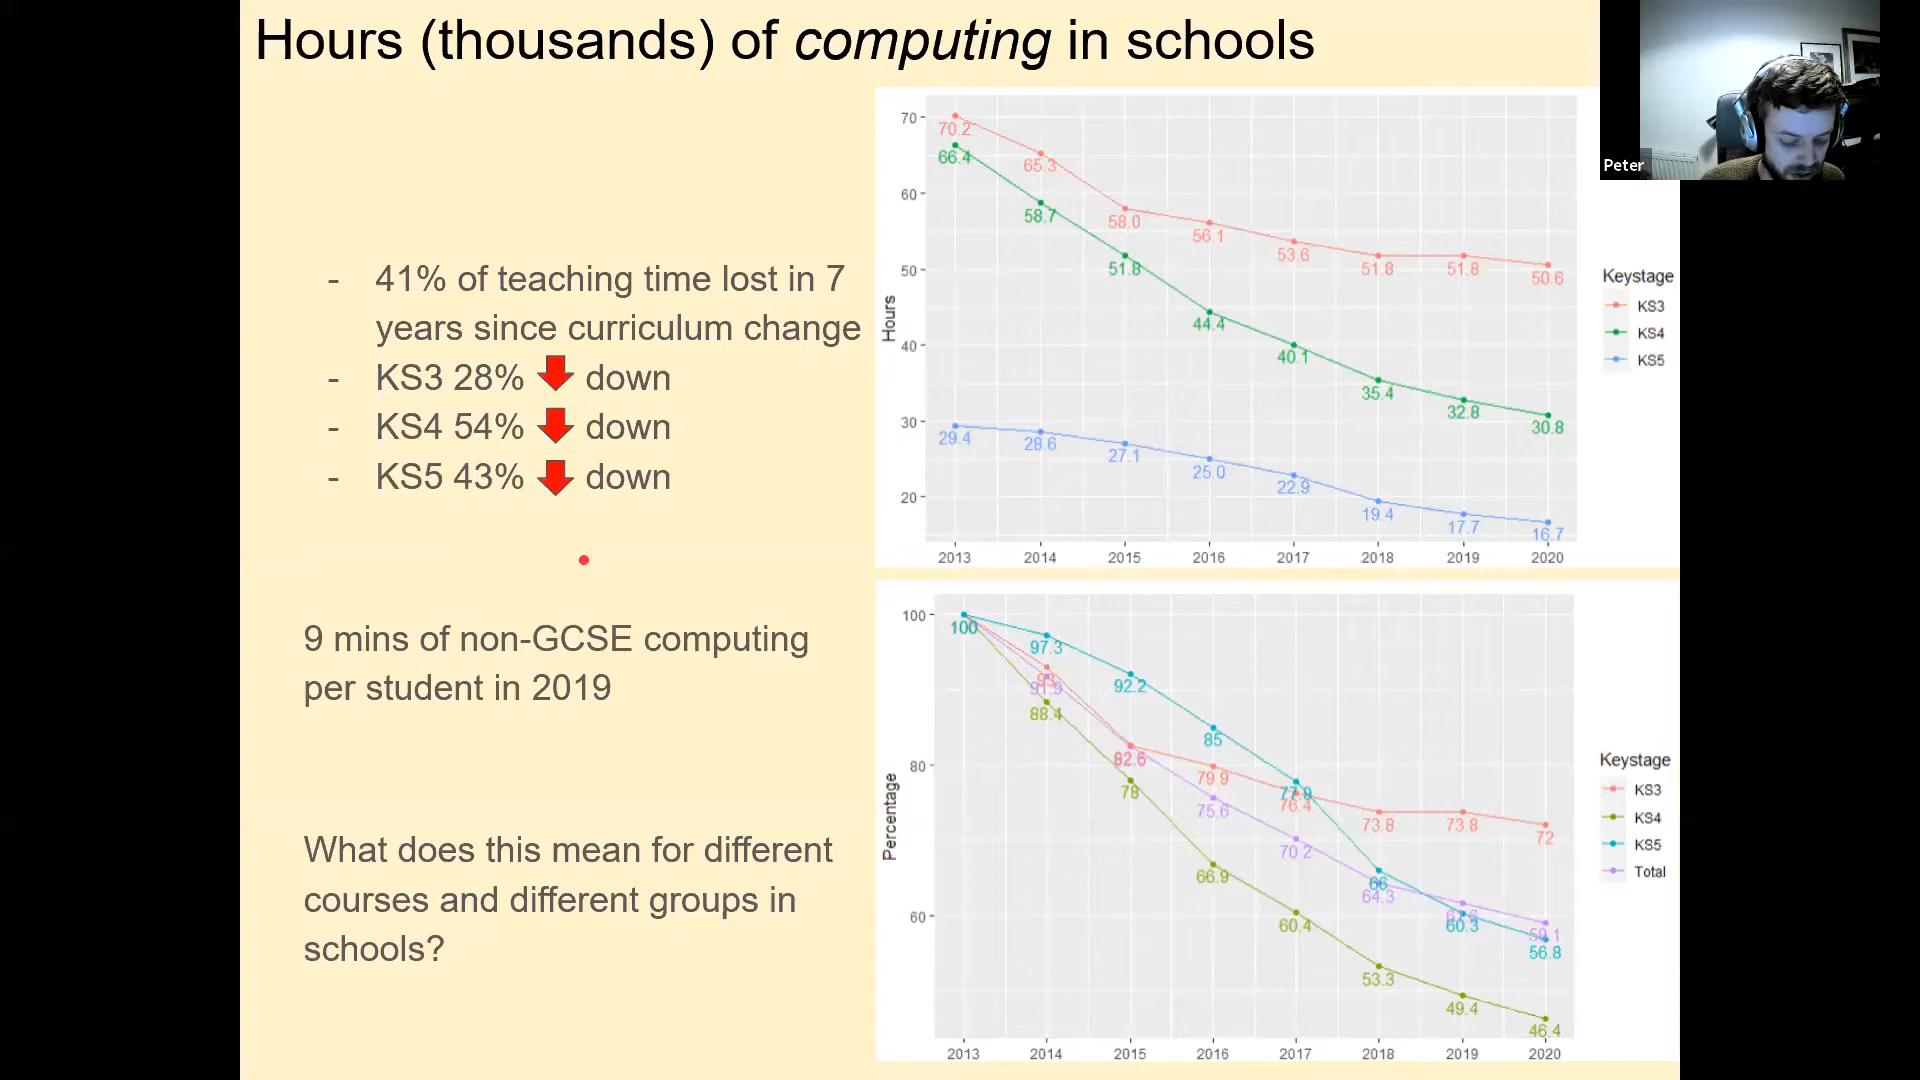 Hours (thousands) of computing in schools
Peter
- 41% of teaching time lost in 7
years since curriculum change
- KS3 28% down
- KS4 54% down
- KS5 43% down
9 mins of non-GCSE computing
per student in 2019
What does this mean for different
courses and different groups in
schools?
Hours
70
60
50
40
30
20
70.2
65.3
58.0
56.1
53.6
51.8
51.8
50.6
66.4
58.7
51.8
44.4
40.1
35.4
32.8
30.8
29.4
28.6
27.1
25.0
22.9
19.4
17.7
16.7
2013 2014 2015 2016 2017 2018 2019 2020
Keystage
KS3
KS4
KS5
Percentage
100
80
60
100
97.3
92.2
85
77.9
66
60.3
56.8
93
82.6
79.9
76.4
73.8
73.8
72
91.9
75.6
70.2
64.3
59.1
88.4
78
66.9
60.4
53.3
49.4
46.4
2013 2014 2015 2016 2017 2018 2019 2020
Keystage
KS3
KS4
KS5
Total